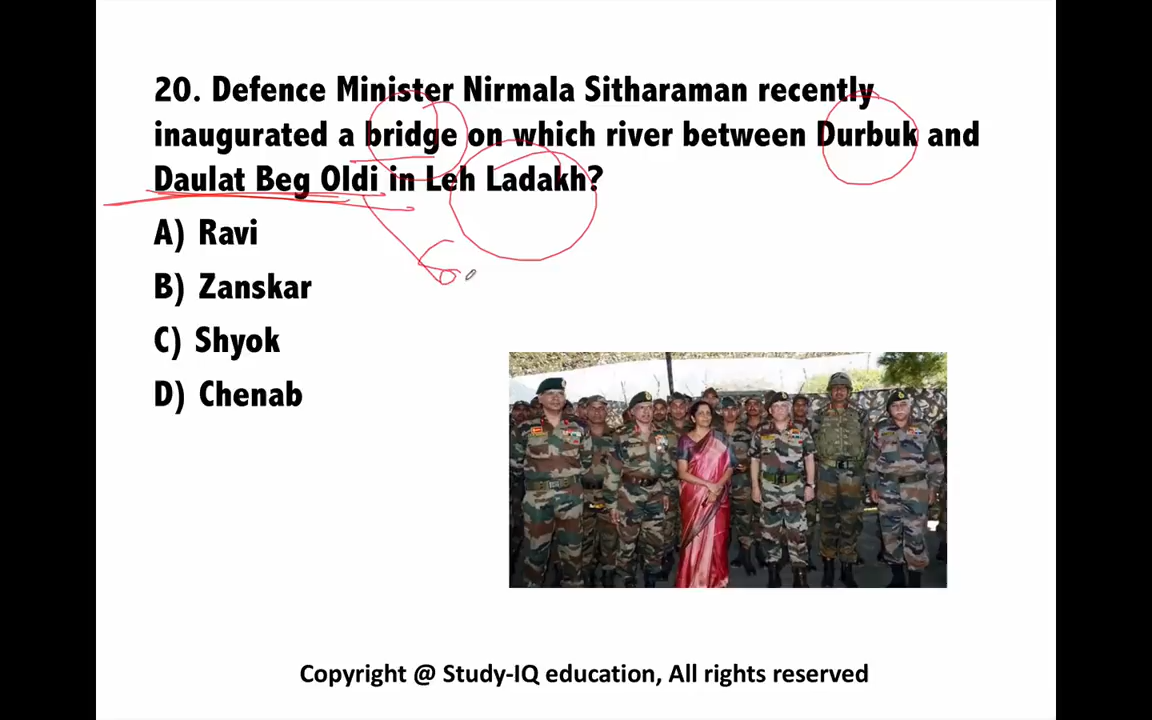 20. Defence Minister Nirmala Sitharaman recently
inaugurated a bridge on which river between Durbuk and
Daulat Beg Oldi in Leh Ladakh?
A) Ravi
B) Zanskar
C) Shyok
D) Chenab
Copyright @ Study-IQ education, All rights reserved